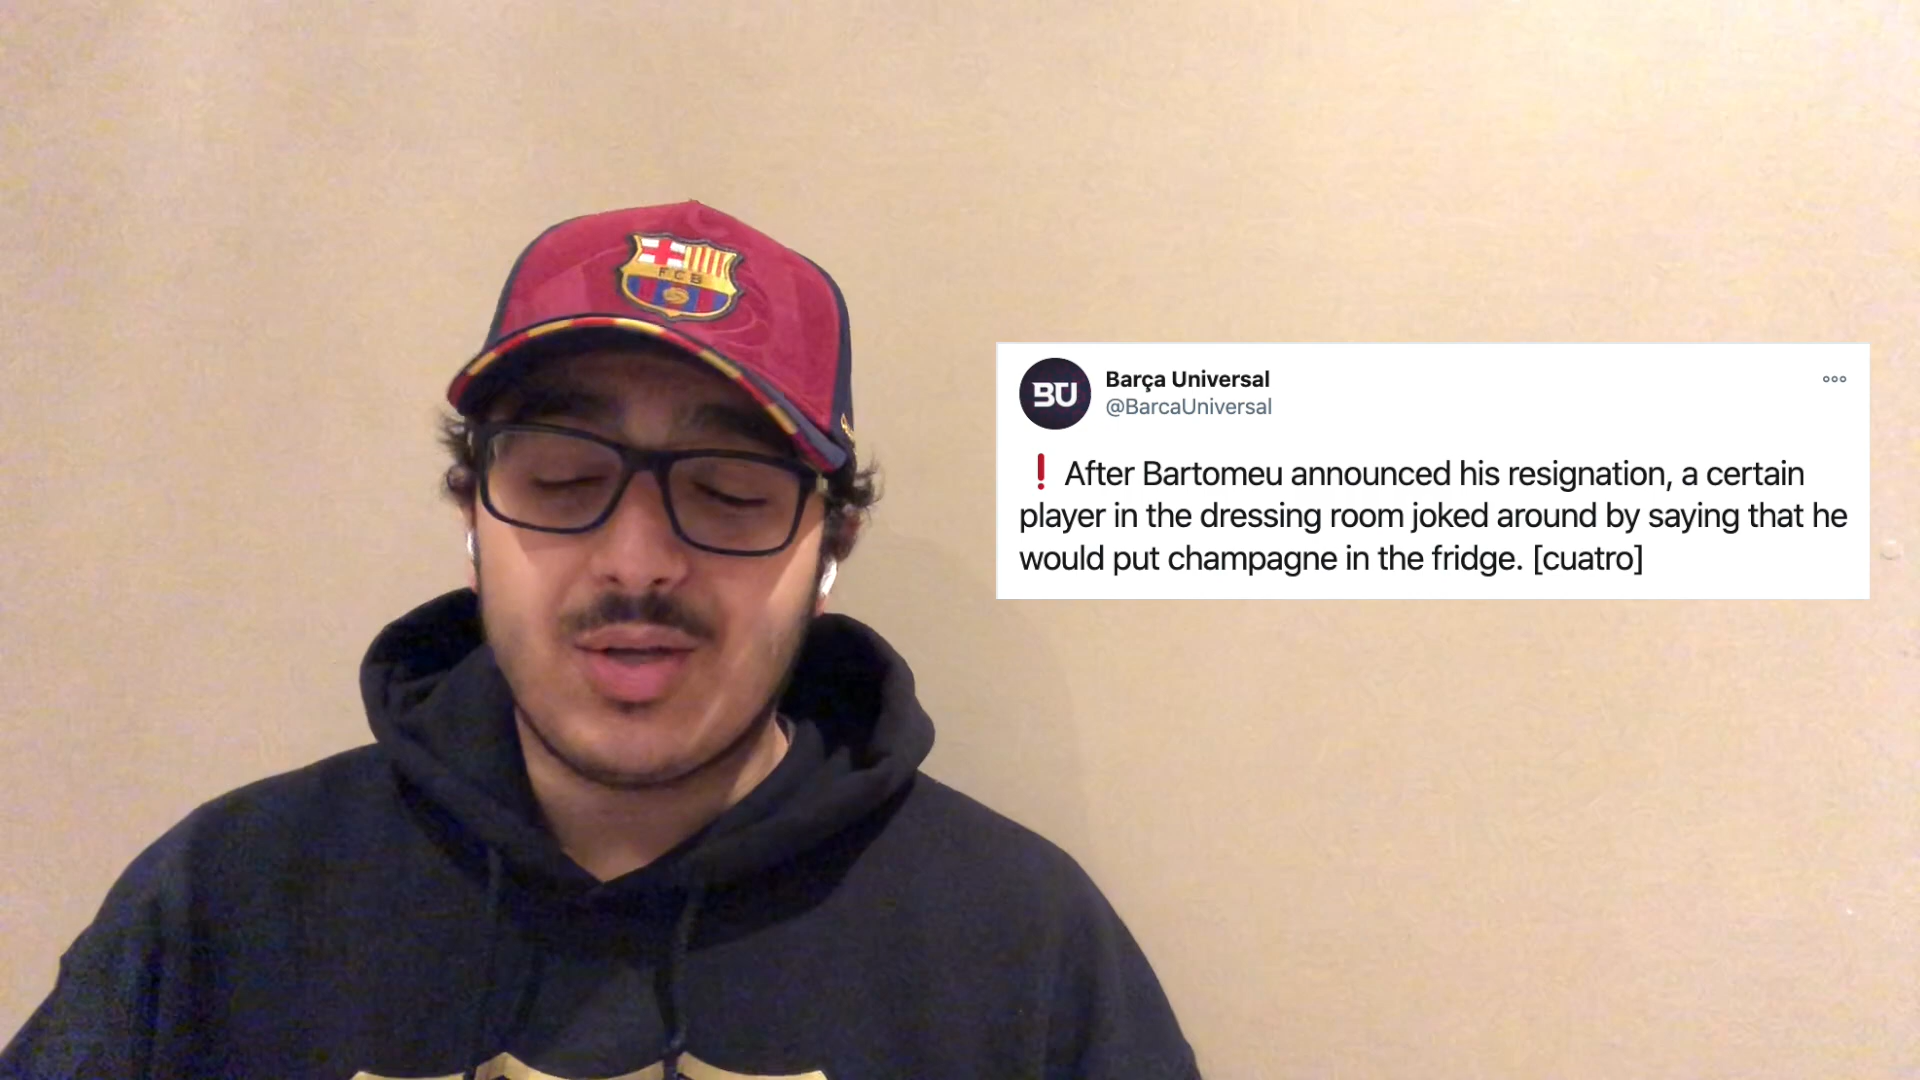 FCB
BU
Barça Universal
@BarcaUniversal
❗ After Bartomeu announced his resignation, a certain
player in the dressing room joked around by saying that he
would put champagne in the fridge. [cuatro]